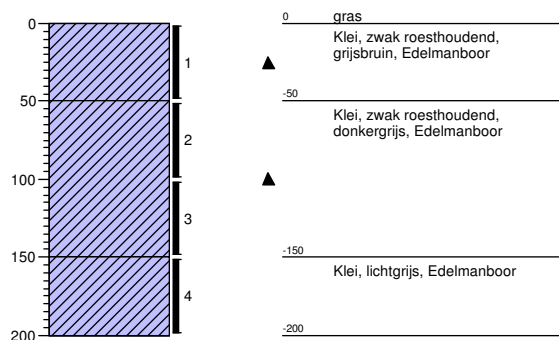 0
50
100
150
200
1
2
3
4
0
gras
Klei, zwak roesthoudend,
grijsbruin, Edelmanboor
-50
Klei, zwak roesthoudend,
donkergrijs, Edelmanboor
-150
Klei, lichtgrijs, Edelmanboor
-200